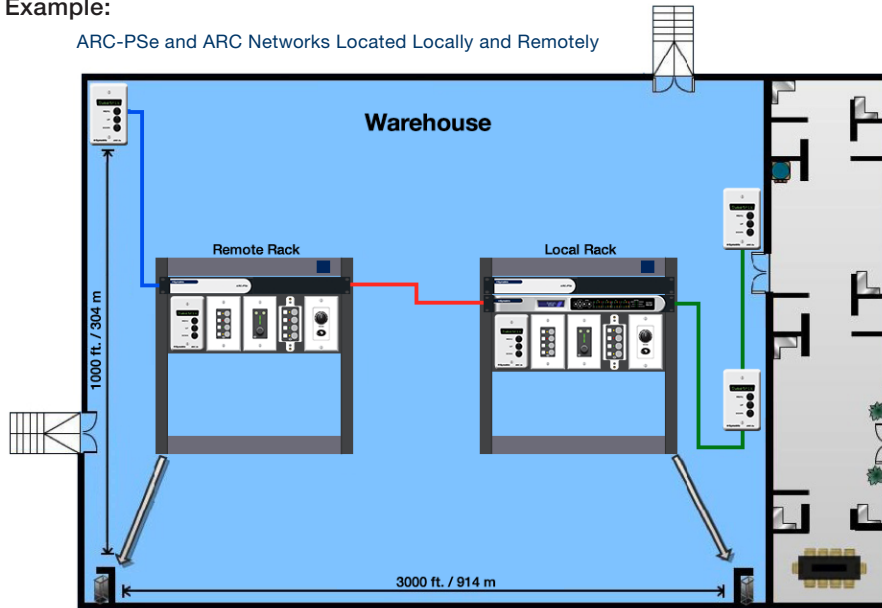 Example:
ARC-PSe and ARC Networks Located Locally and Remotely
Warehouse
Remote Rack
Local Rack
1000 ft. / 304 m
3000 ft. / 914 m